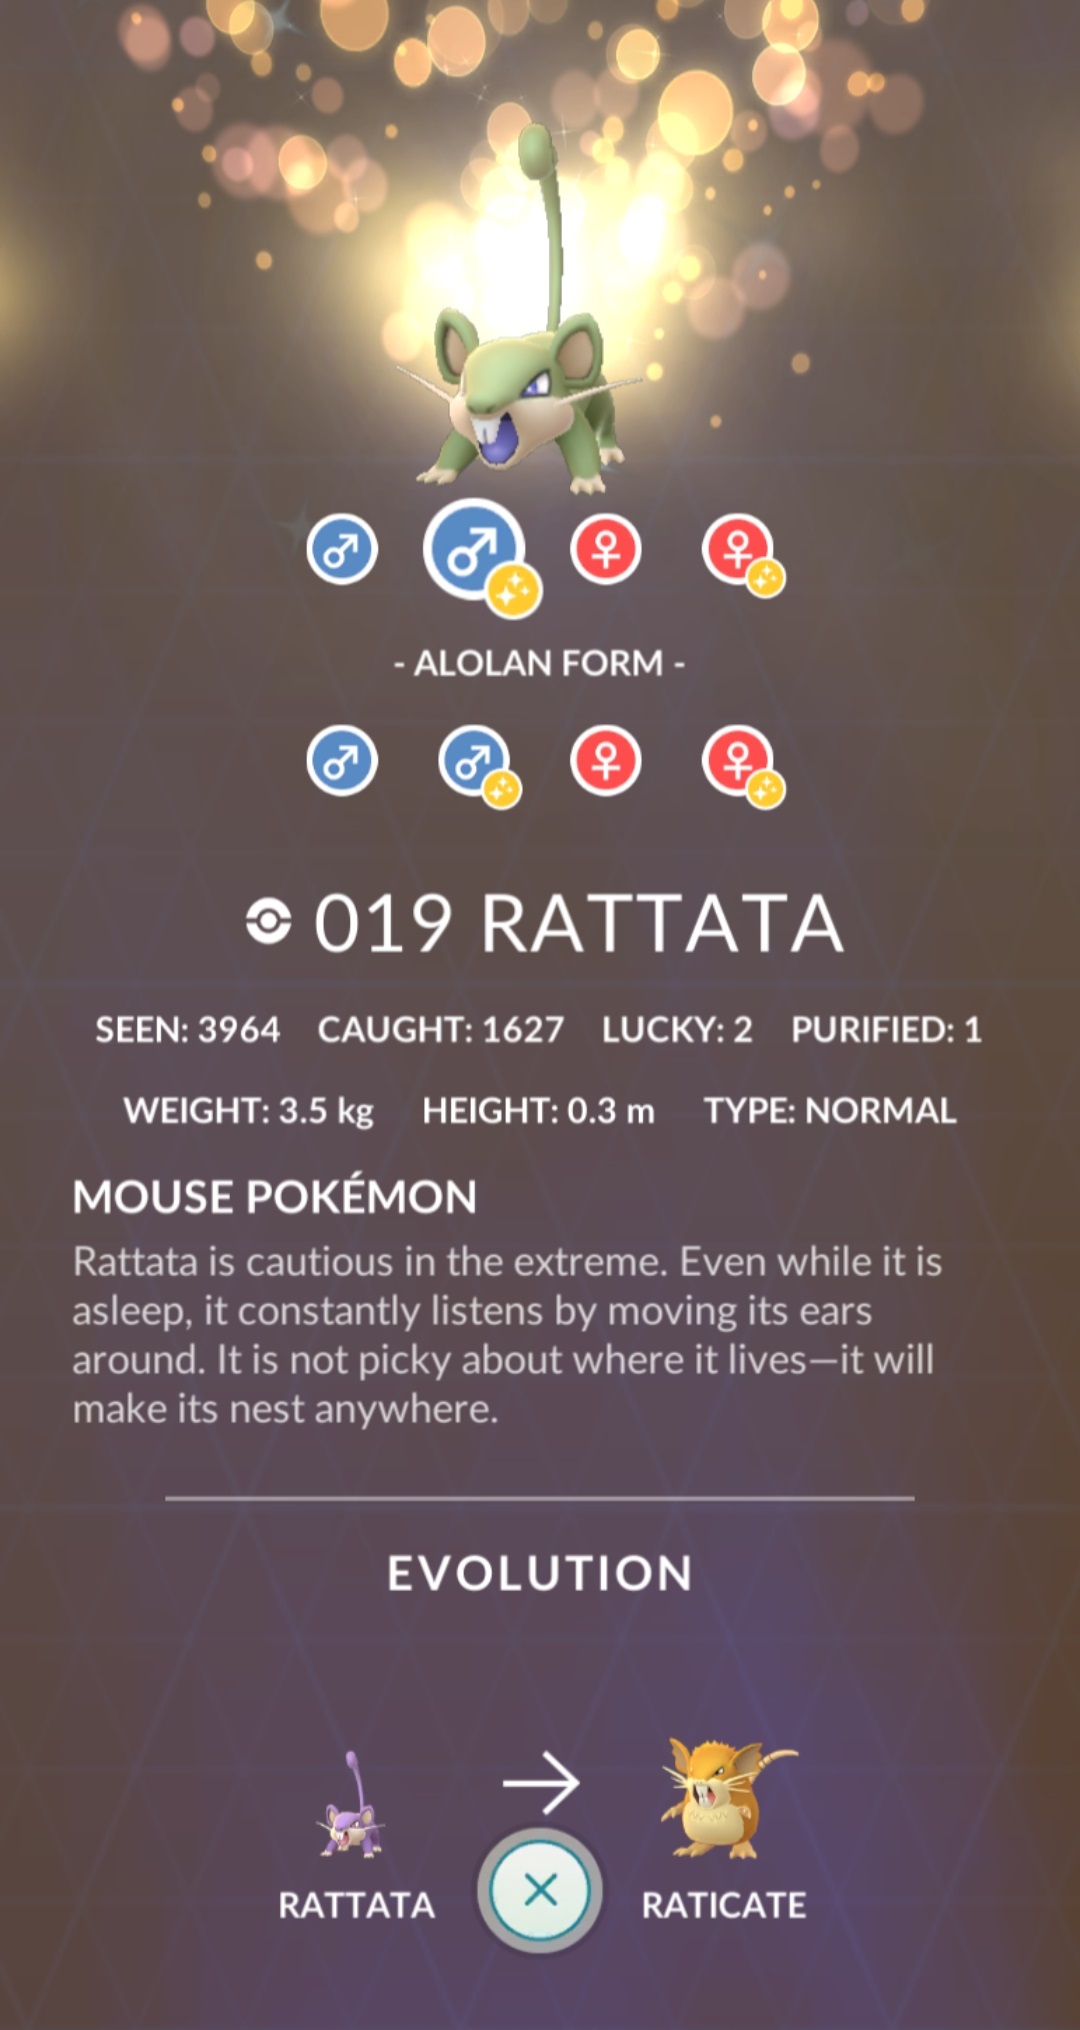 - ALOLAN FORM -
019 RATTATA
SEEN: 3964 CAUGHT: 1627 LUCKY: 2 PURIFIED: 1
WEIGHT: 3.5 kg HEIGHT: 0.3 m TYPE: NORMAL
MOUSE POKÉMON
Rattata is cautious in the extreme. Even while it is
asleep, it constantly listens by moving its ears
around. It is not picky about where it lives—it will
make its nest anywhere.
EVOLUTION
RATTATA RATICATE